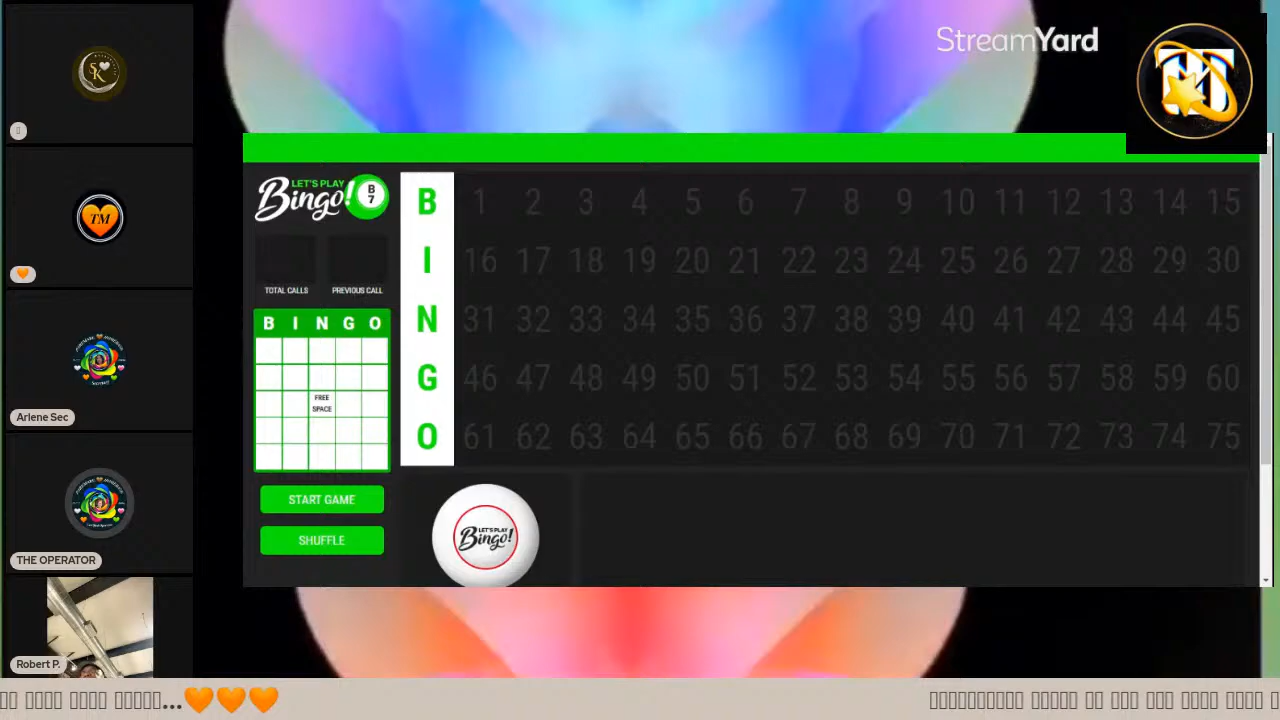 StreamYard
SK
TM
Arlene Sec
THE OPERATOR
Robert P.
LET'S PLAY
Bingo!
B
7
TOTAL CALLS
PREVIOUS CALL
B I N G O
FREE
SPACE
START GAME
SHUFFLE
B 1 2 3 4 5 6 7 8 9 10 11 12 13 14 15
I 16 17 18 19 20 21 22 23 24 25 26 27 28 29 30
N 31 32 33 34 35 36 37 38 39 40 41 42 43 44 45
G 46 47 48 49 50 51 52 53 54 55 56 57 58 59 60
O 61 62 63 64 65 66 67 68 69 70 71 72 73 74 75
LET'S PLAY
Bingo!